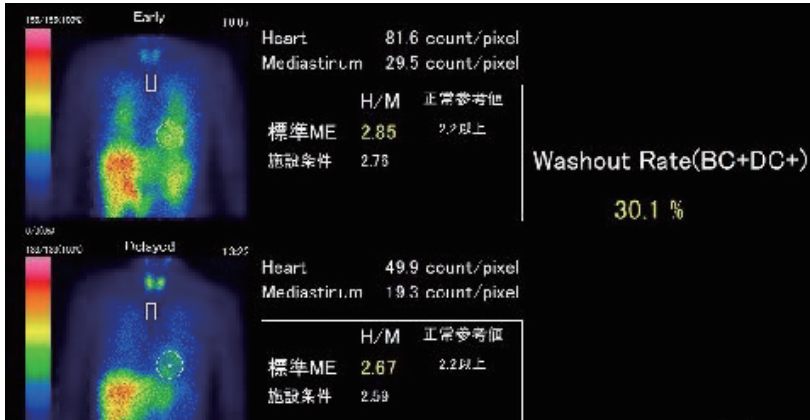 Early
Heart 81.6 count/pixel
Mediastinum 29.5 count/pixel
H/M 正常参考値
標準ME 2.85 2.2以上
施設条件 2.76
Washout Rate(BC+DC+)
30.1 %
Delayed
Heart 49.9 count/pixel
Mediastinum 19.3 count/pixel
H/M 正常参考値
標準ME 2.67 2.2以上
施設条件 2.59